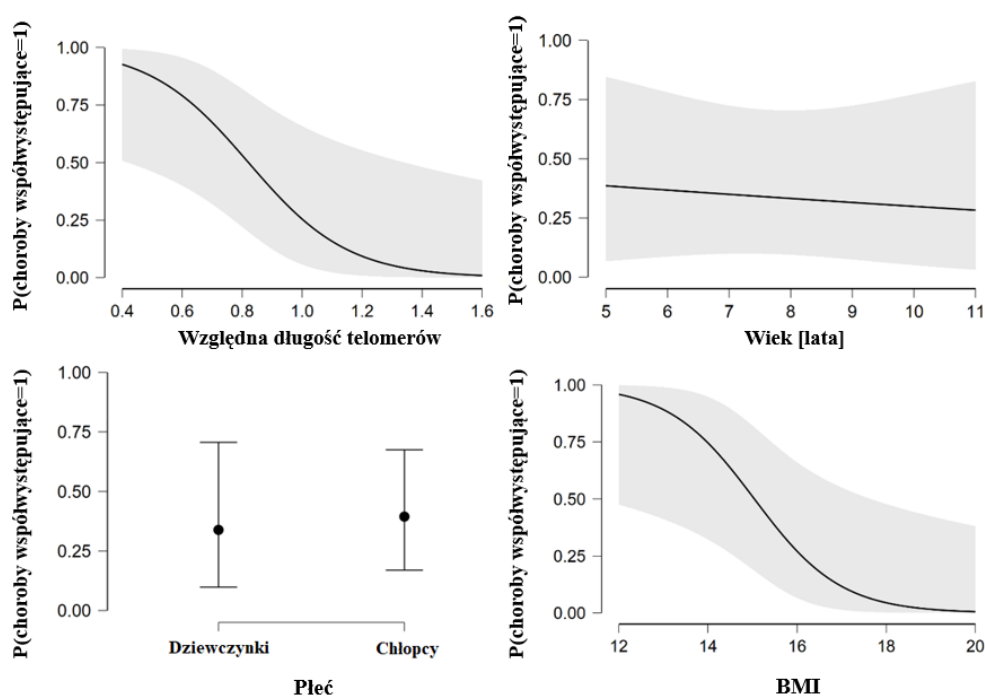 P(choroby współwystępujące=1)
1.00
0.75
0.50
0.25
0.00
0.4 0.6 0.8 1.0 1.2 1.4 1.6
Względna długość telomerów
P(choroby współwystępujące=1)
1.00
0.75
0.50
0.25
0.00
5 6 7 8 9 10 11
Wiek [lata]
P(choroby współwystępujące=1)
1.00
0.75
0.50
0.25
0.00
Dziewczynki Chłopcy
Płeć
P(choroby współwystępujące=1)
1.00
0.75
0.50
0.25
0.00
12 14 16 18 20
BMI